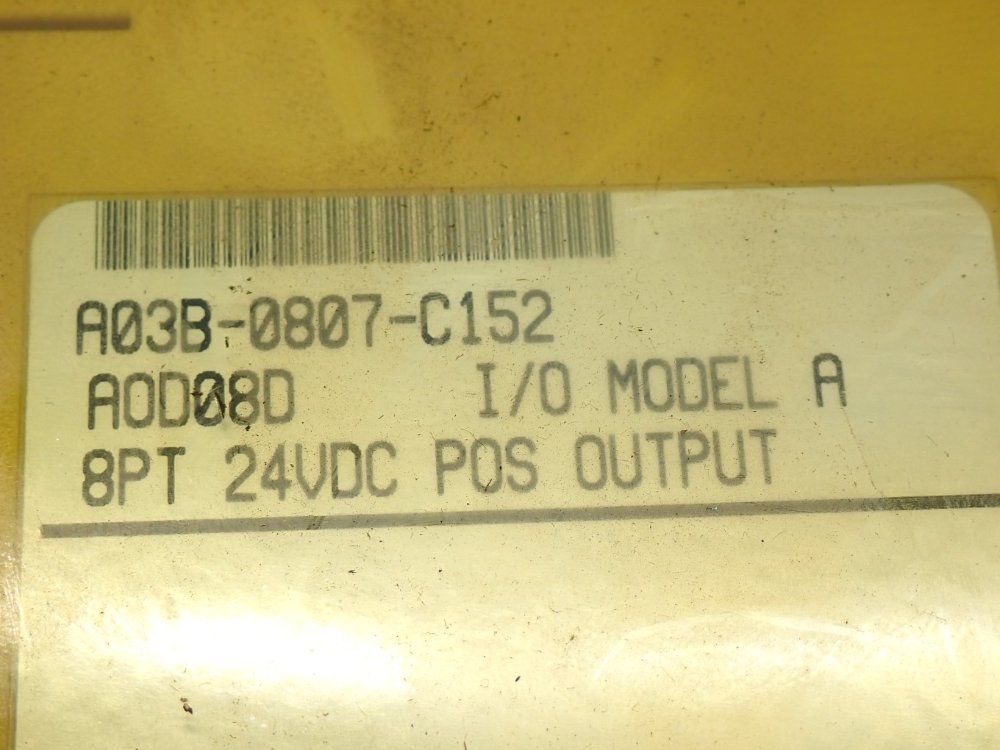 A03B-0807-C152
AOD08D I/O MODEL A
8PT 24VDC POS OUTPUT